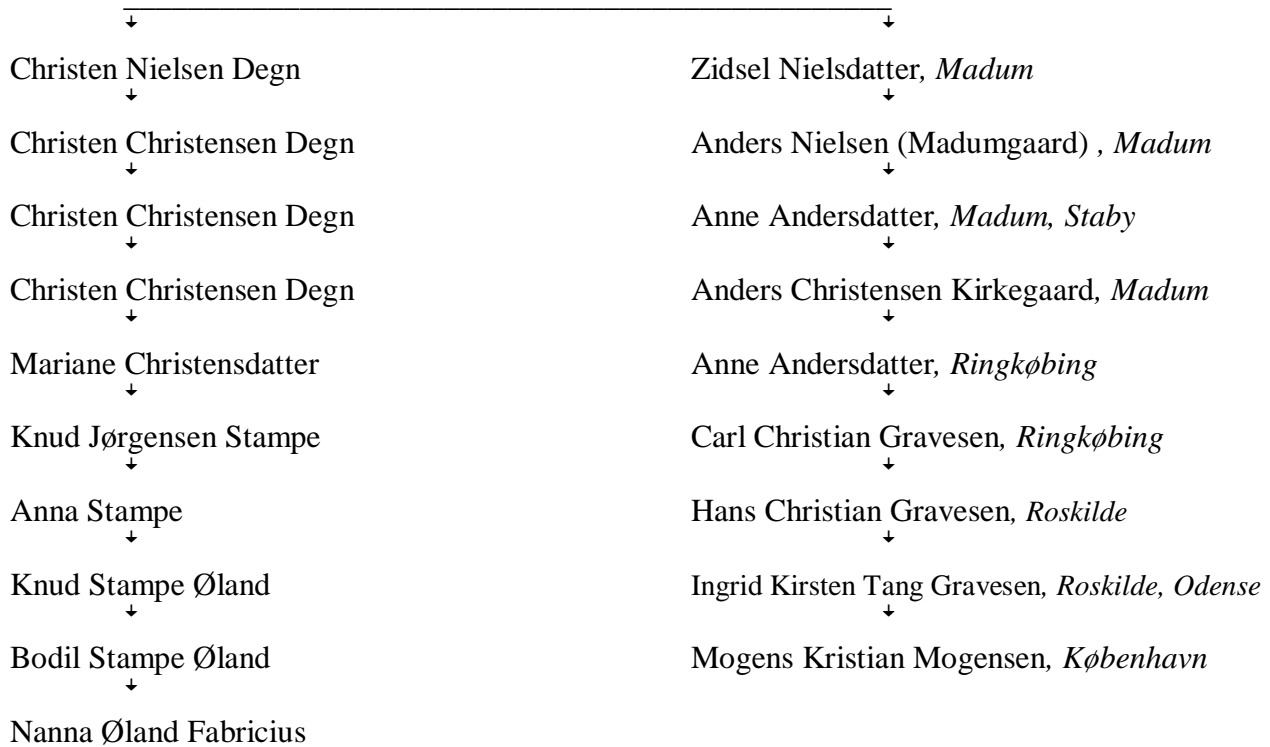 Christen Nielsen Degn
Zidsel Nielsdatter, Madum
Christen Christensen Degn
Anders Nielsen (Madumgaard) , Madum
Christen Christensen Degn
Anne Andersdatter, Madum, Staby
Christen Christensen Degn
Anders Christensen Kirkegaard, Madum
Mariane Christensdatter
Anne Andersdatter, Ringkøbing
Knud Jørgensen Stampe
Carl Christian Gravesen, Ringkøbing
Anna Stampe
Hans Christian Gravesen, Roskilde
Knud Stampe Øland
Ingrid Kirsten Tang Gravesen, Roskilde, Odense
Bodil Stampe Øland
Mogens Kristian Mogensen, København
Nanna Øland Fabricius